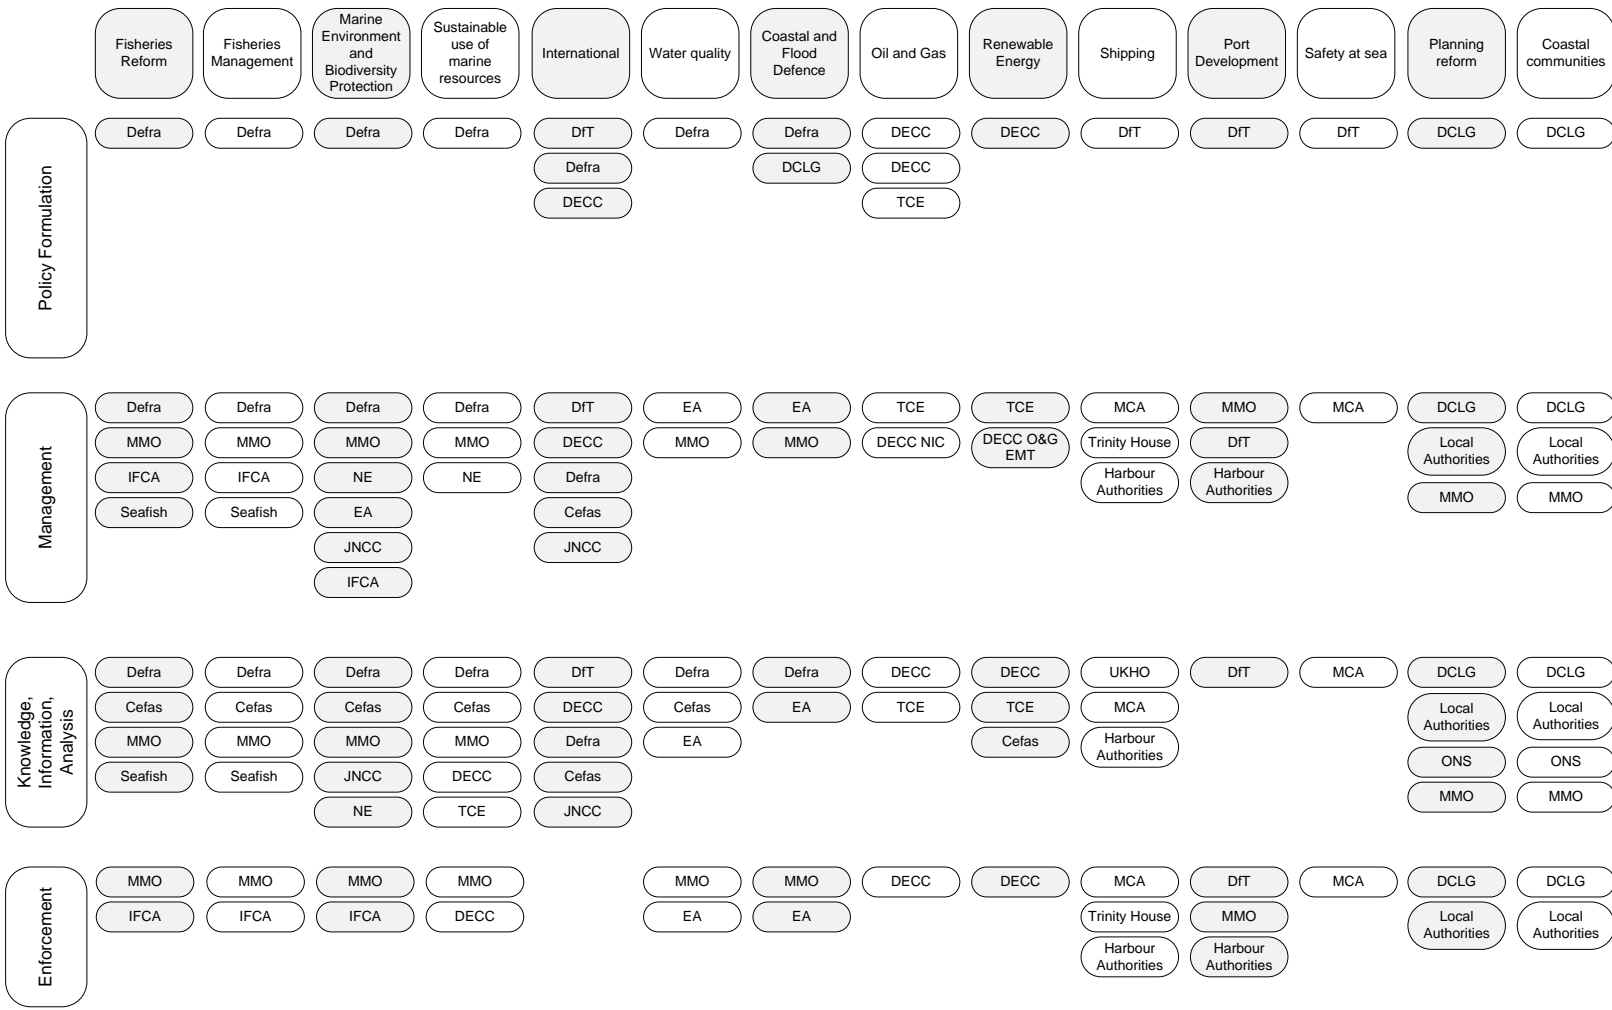 Fisheries
Reform
Fisheries
Management
Marine
Environment
and
Biodiversity
Protection
Sustainable
use of
marine
resources
International
Water quality
Coastal and
Flood
Defence
Oil and Gas
Renewable
Energy
Shipping
Port
Development
Safety at sea
Planning
reform
Coastal
communities
Policy Formulation
Defra
Defra
Defra
Defra
DfT
Defra
Defra
DECC
DECC
DfT
DfT
DfT
DCLG
DCLG
Defra
DCLG
DECC
DECC
TCE
Management
Defra
Defra
Defra
Defra
DfT
EA
EA
TCE
TCE
MCA
MMO
MCA
DCLG
DCLG
MMO
MMO
MMO
MMO
DECC
MMO
MMO
DECC NIC
DECC O&G
EMT
Trinity House
DfT
Local
Authorities
Local
Authorities
IFCA
IFCA
NE
NE
Defra
Harbour
Authorities
Harbour
Authorities
MMO
MMO
Seafish
Seafish
EA
Cefas
JNCC
JNCC
IFCA
Knowledge,
Information,
Analysis
Defra
Defra
Defra
Defra
DfT
Defra
Defra
DECC
DECC
UKHO
DfT
MCA
DCLG
DCLG
Cefas
Cefas
Cefas
Cefas
DECC
Cefas
EA
TCE
TCE
MCA
Local
Authorities
Local
Authorities
MMO
MMO
MMO
MMO
Defra
EA
Cefas
Harbour
Authorities
ONS
ONS
Seafish
Seafish
JNCC
DECC
Cefas
MMO
MMO
NE
TCE
JNCC
Enforcement
MMO
MMO
MMO
MMO
MMO
MMO
DECC
DECC
MCA
DfT
MCA
DCLG
DCLG
IFCA
IFCA
IFCA
DECC
EA
EA
Trinity House
MMO
Local
Authorities
Local
Authorities
Harbour
Authorities
Harbour
Authorities